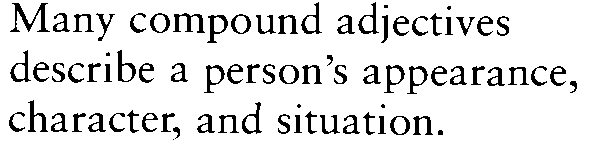 Many compound adjectives
describe a person's appearance,
character, and situation.